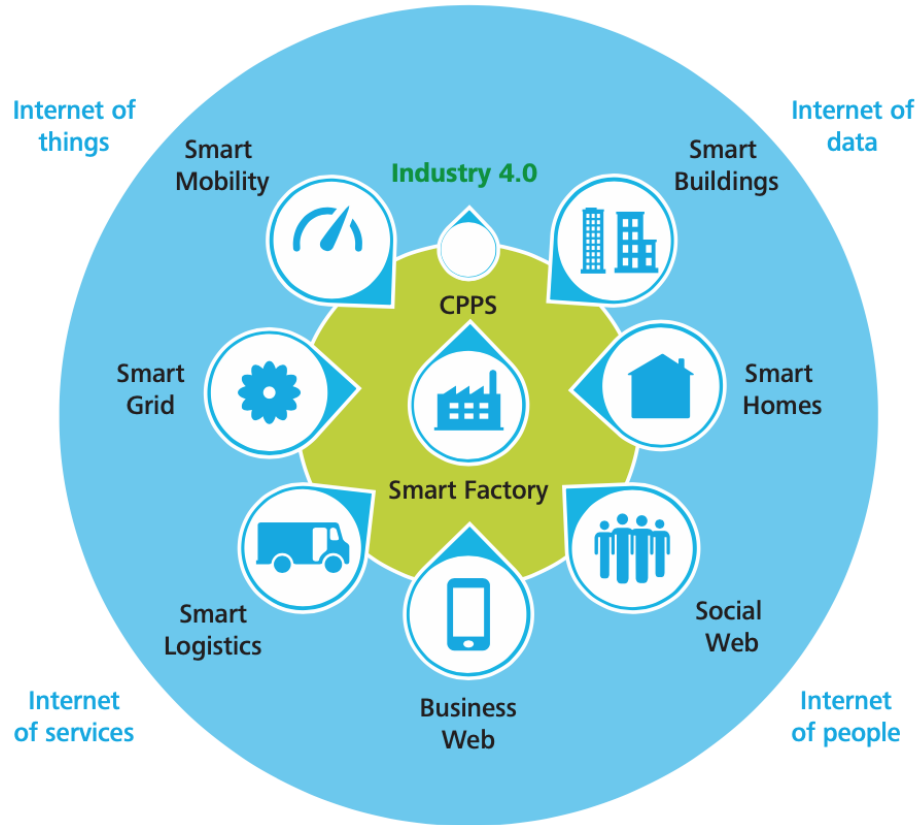 Internet of
things
Internet of
data
Smart
Mobility
Industry 4.0
Smart
Buildings
CPPS
Smart
Grid
Smart
Homes
Smart Factory
Smart
Logistics
Social
Web
Business
Web
Internet
of services
Internet
of people